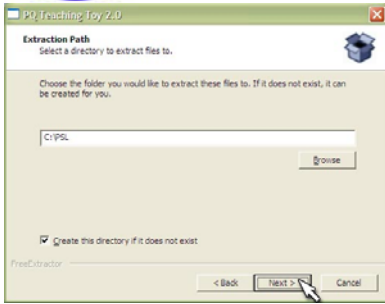 PQ Teaching Toy 2.0
Extraction Path
Select a directory to extract files to.
Choose the folder you would like to extract these files to. If it does not exist, it can
be created for you.
C:\PSL
Browse
Create this directory if it does not exist
FreeExtractor
< Back
Next >
Cancel